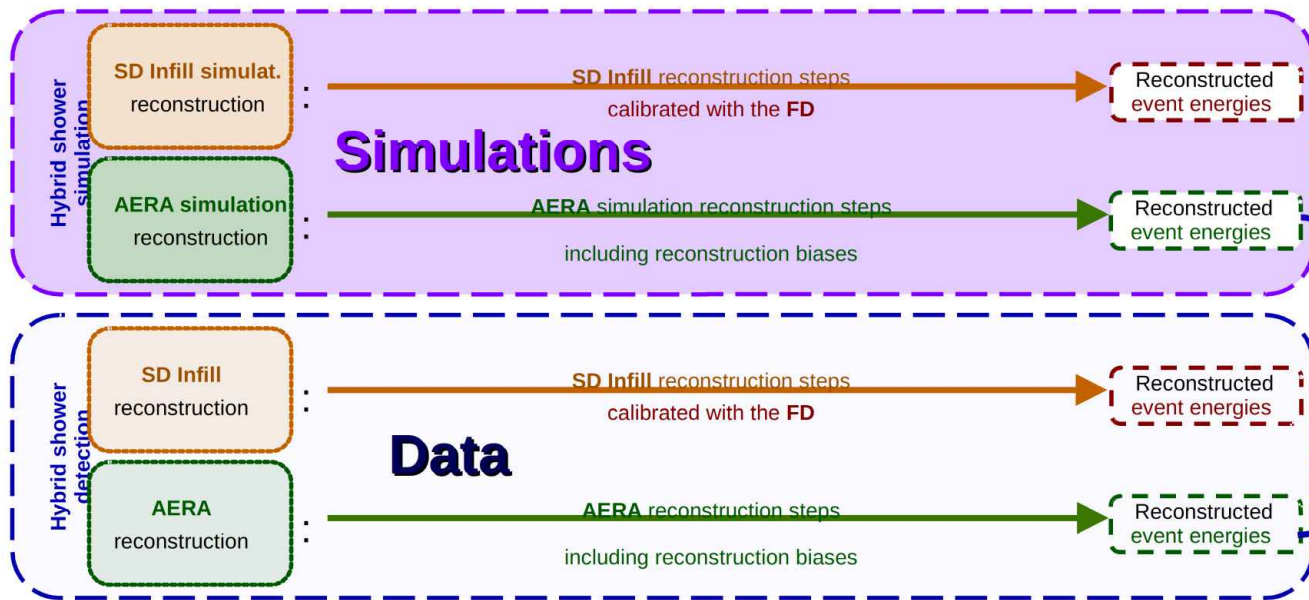 Hybrid shower
simulation
SD Infill simulat.
reconstruction
:
SD Infill reconstruction steps
calibrated with the FD
Reconstructed
event energies
Simulations
AERA simulation
reconstruction
:
AERA simulation reconstruction steps
including reconstruction biases
Reconstructed
event energies
Hybrid shower
detection
SD Infill
reconstruction
:
SD Infill reconstruction steps
calibrated with the FD
Reconstructed
event energies
Data
AERA
reconstruction
:
AERA reconstruction steps
including reconstruction biases
Reconstructed
event energies